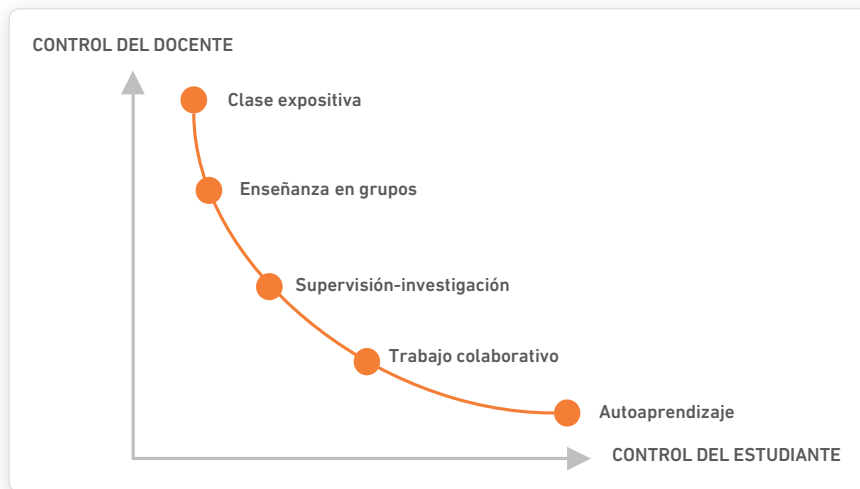 CONTROL DEL DOCENTE
Clase expositiva
Enseñanza en grupos
Supervisión-investigación
Trabajo colaborativo
Autoaprendizaje
CONTROL DEL ESTUDIANTE